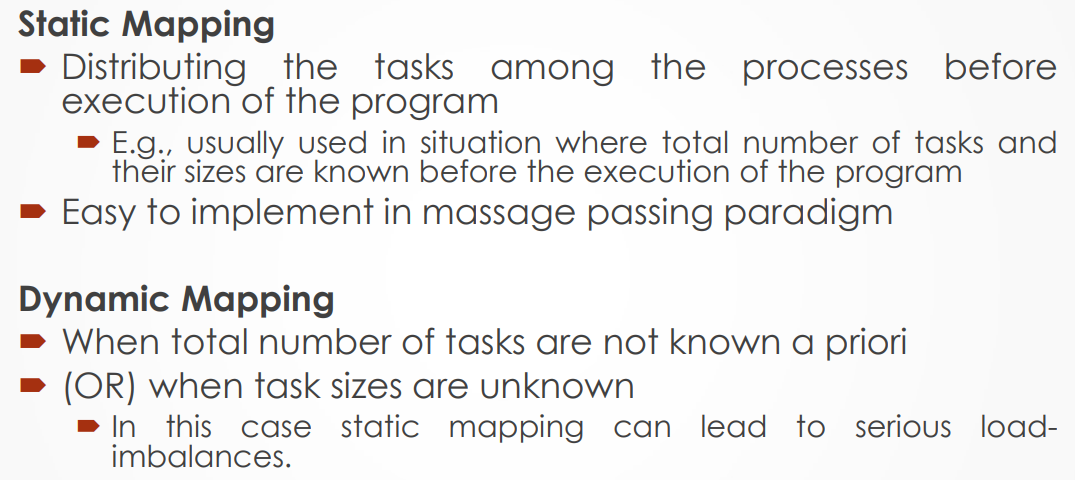 Static Mapping
Distributing the tasks among the processes before
execution of the program
E.g., usually used in situation where total number of tasks and
their sizes are known before the execution of the program
Easy to implement in massage passing paradigm
Dynamic Mapping
When total number of tasks are not known a priori
(OR) when task sizes are unknown
In this case static mapping can lead to serious load-
imbalances.